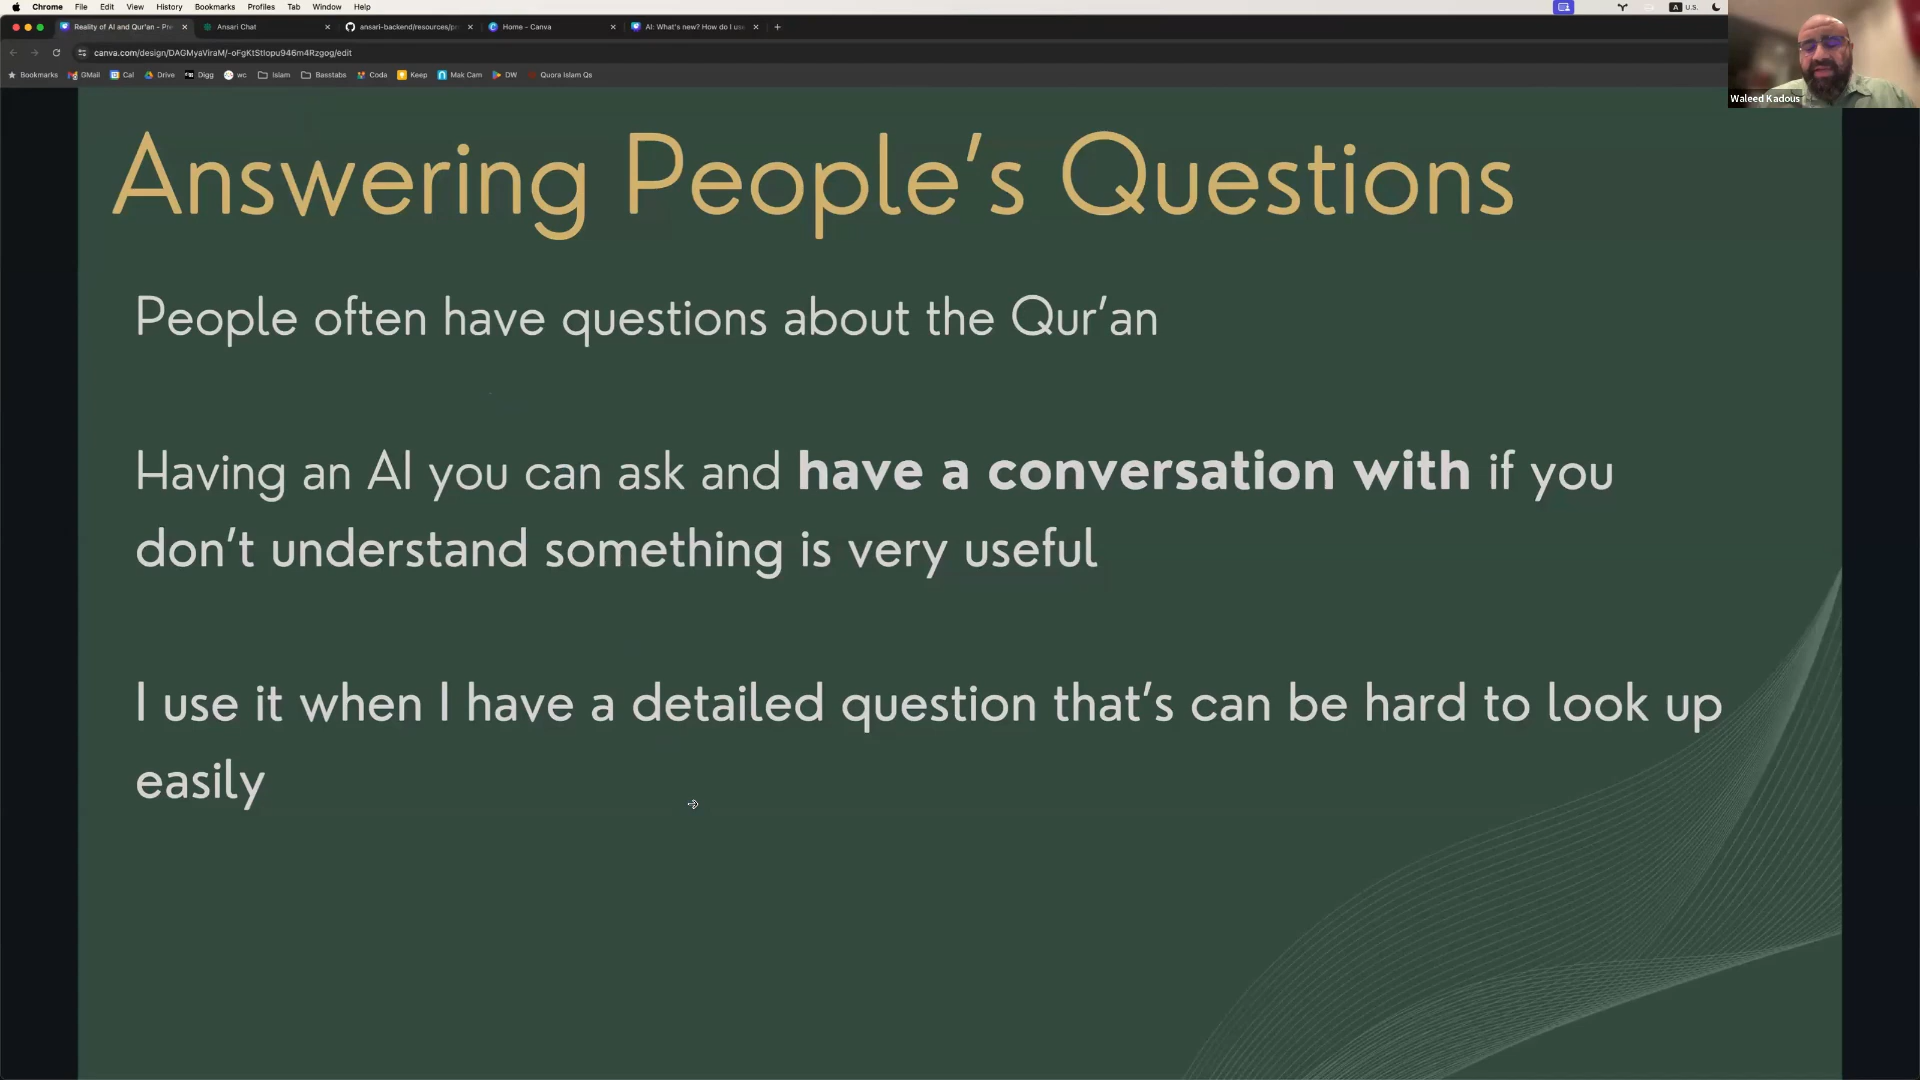 Chrome File Edit View History Bookmarks Profiles Tab Window Help A U.S.
Reality of AI and Qur'an - Pre Ansari Chat ansari-backend/resources/p Home - Canva AI: What's new? How do I us
canva.com/design/DAGMyaViraM/-oFgKtStIopu946m4Rzgog/edit
Bookmarks GMail Cal Drive Digg wc Islam Basstabs Coda Keep Mak Cam DW Quora Islam Qs
Waleed Kadous
Answering People's Questions
People often have questions about the Qur'an
Having an AI you can ask and have a conversation with if you
don't understand something is very useful
I use it when I have a detailed question that's can be hard to look up
easily